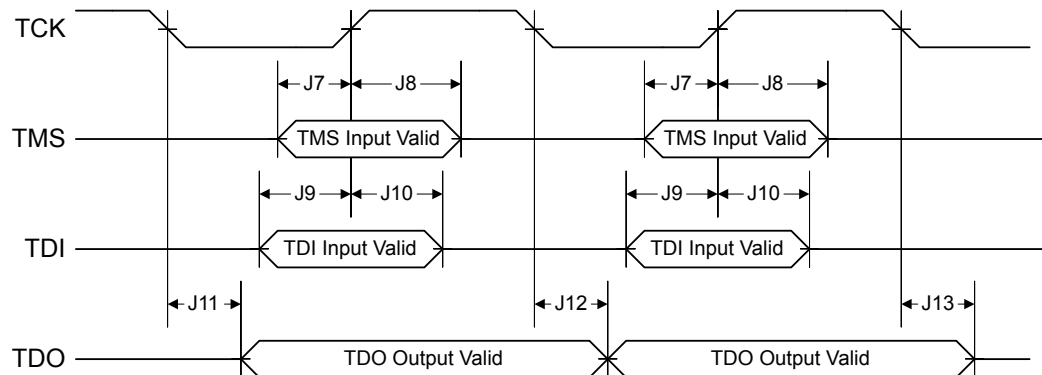 TCK
J7 J8 J7 J8
TMS TMS Input Valid TMS Input Valid
J9 J10 J9 J10
TDI TDI Input Valid TDI Input Valid
J11 J12 J13
TDO TDO Output Valid TDO Output Valid